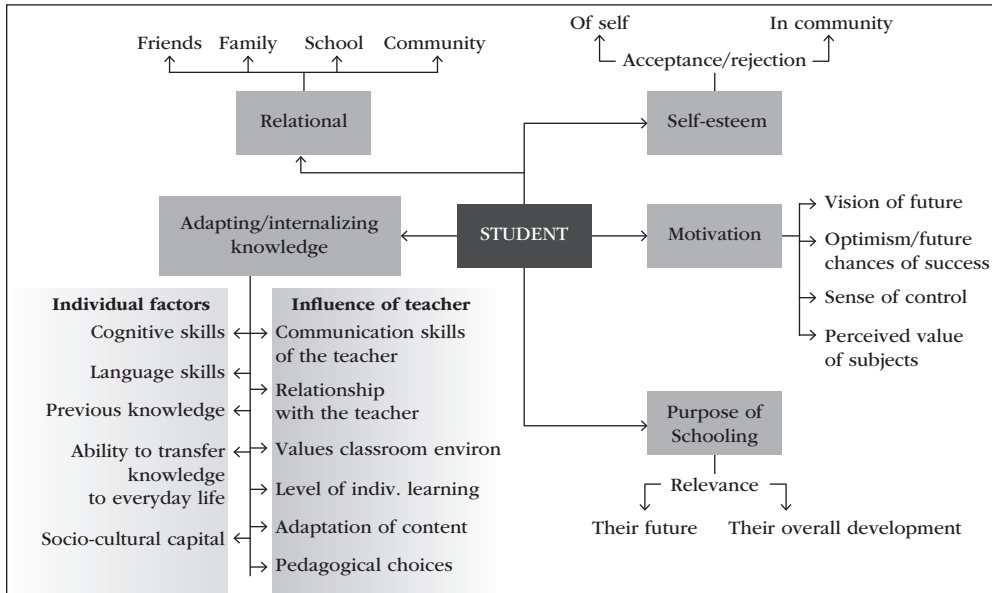 Of self
In community
Friends
Family
School
Community
Acceptance/rejection
Relational
Self-esteem
Adapting/internalizing
knowledge
STUDENT
Motivation
Vision of future
Optimism/future
chances of success
Sense of control
Perceived value
of subjects
Individual factors
Cognitive skills
Language skills
Previous knowledge
Ability to transfer
knowledge
to everyday life
Socio-cultural capital
Influence of teacher
Communication skills
of the teacher
Relationship
with the teacher
Values classroom environ
Level of indiv. learning
Adaptation of content
Pedagogical choices
Purpose of
Schooling
Relevance
Their future
Their overall development